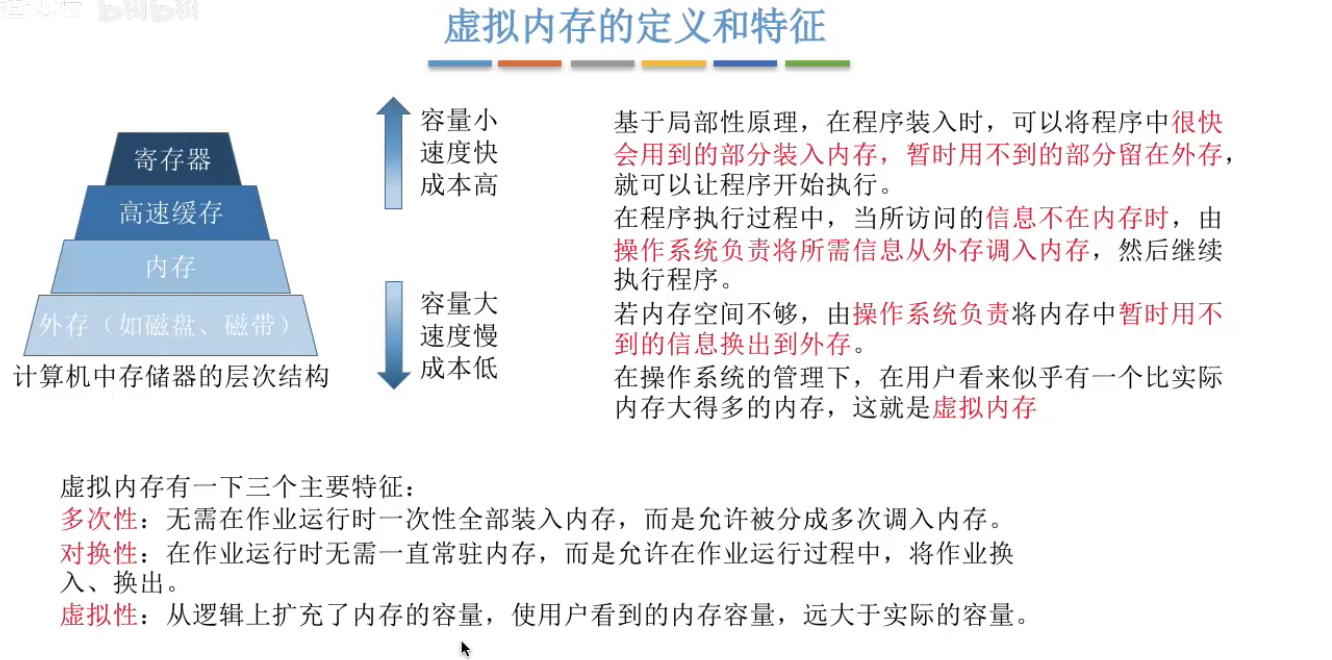 虚拟内存的定义和特征
寄存器
高速缓存
内存
外存（如磁盘、磁带）
计算机中存储器的层次结构
容量小
速度快
成本高
容量大
速度慢
成本低
基于局部性原理，在程序装入时，可以将程序中很快
会用到的部分装入内存，暂时用不到的部分留在外存，
就可以让程序开始执行。
在程序执行过程中，当所访问的信息不在内存时，由
操作系统负责将所需信息从外存调入内存，然后继续
执行程序。
若内存空间不够，由操作系统负责将内存中暂时用不
到的信息换出到外存。
在操作系统的管理下，在用户看来似乎有一个比实际
内存大得多的内存，这就是虚拟内存
虚拟内存有一下三个主要特征：
多次性：无需在作业运行时一次性全部装入内存，而是允许被分成多次调入内存。
对换性：在作业运行时无需一直常驻内存，而是允许在作业运行过程中，将作业换
入、换出。
虚拟性：从逻辑上扩充了内存的容量，使用户看到的内存容量，远大于实际的容量。